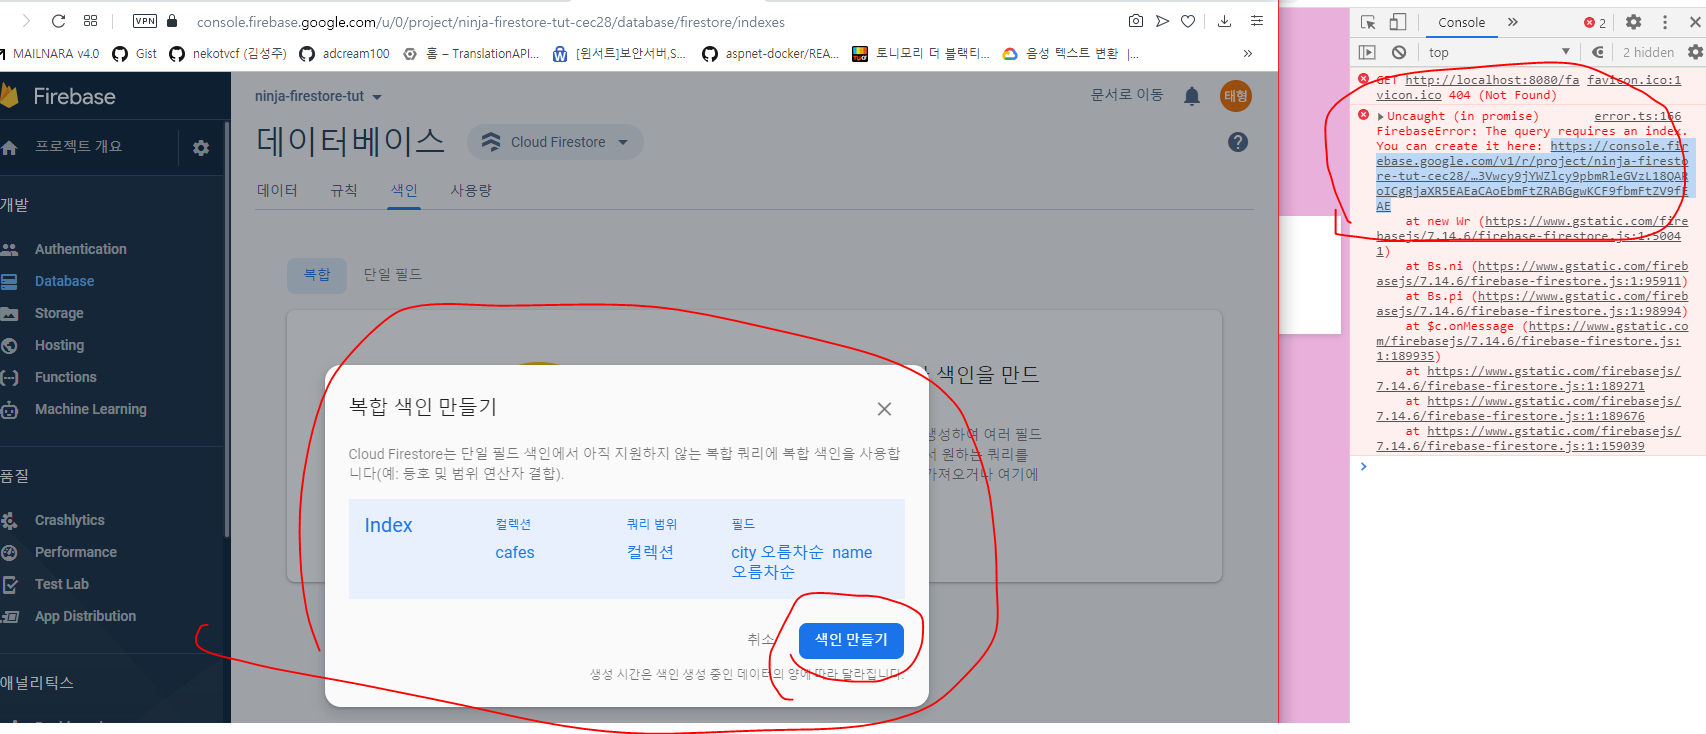 VPN
console.firebase.google.com/u/0/project/ninja-firestore-tut-cec28/database/firestore/indexes
MAILNARA v4.0
Gist
nekotvcf (김성주)
adcream100
홈 – TranslationAPI...
[윈서트]보안서버,S...
aspnet-docker/REA...
토니모리 더 블랙티...
음성 텍스트 변환 |...
»
Firebase
프로젝트 개요
개발
Authentication
Database
Storage
Hosting
Functions
Machine Learning
품질
Crashlytics
Performance
Test Lab
App Distribution
애널리틱스
ninja-firestore-tut
문서로 이동
태형
데이터베이스
Cloud Firestore
데이터
규칙
색인
사용량
복합
단일 필드
색인을 만드
생성하여 여러 필드
서 원하는 쿼리를
가져오거나 여기에
복합 색인 만들기
Cloud Firestore는 단일 필드 색인에서 아직 지원하지 않는 복합 쿼리에 복합 색인을 사용합
니다(예: 등호 및 범위 연산자 결합).
Index
컬렉션
쿼리 범위
필드
cafes
컬렉션
city 오름차순 name
오름차순
취소
색인 만들기
생성 시간은 색인 생성 중인 데이터의 양에 따라 달라집니다.
Console
»
2
top
2 hidden
GET http://localhost:8080/fa favicon.ico:1
vicon.ico 404 (Not Found)
Uncaught (in promise) error.ts:166
FirebaseError: The query requires an index.
You can create it here: https://console.fir
ebase.google.com/v1/r/project/ninja-firesto
re-tut-cec28/…3Vwcy9jYWZlcy9pbmRleGVzL18QAR
oICgRjaXR5EAEaCAoEbmFtZRABGgwKCF9fbmFtZV9fE
AE
at new Wr (https://www.gstatic.com/fire
basejs/7.14.6/firebase-firestore.js:1:5004
1)
at Bs.ni (https://www.gstatic.com/fireb
asejs/7.14.6/firebase-firestore.js:1:95911)
at Bs.pi (https://www.gstatic.com/fireb
asejs/7.14.6/firebase-firestore.js:1:98994)
at $c.onMessage (https://www.gstatic.co
m/firebasejs/7.14.6/firebase-firestore.js:
1:189935)
at https://www.gstatic.com/firebasejs/
7.14.6/firebase-firestore.js:1:189271
at https://www.gstatic.com/firebasejs/
7.14.6/firebase-firestore.js:1:189676
at https://www.gstatic.com/firebasejs/
7.14.6/firebase-firestore.js:1:159039